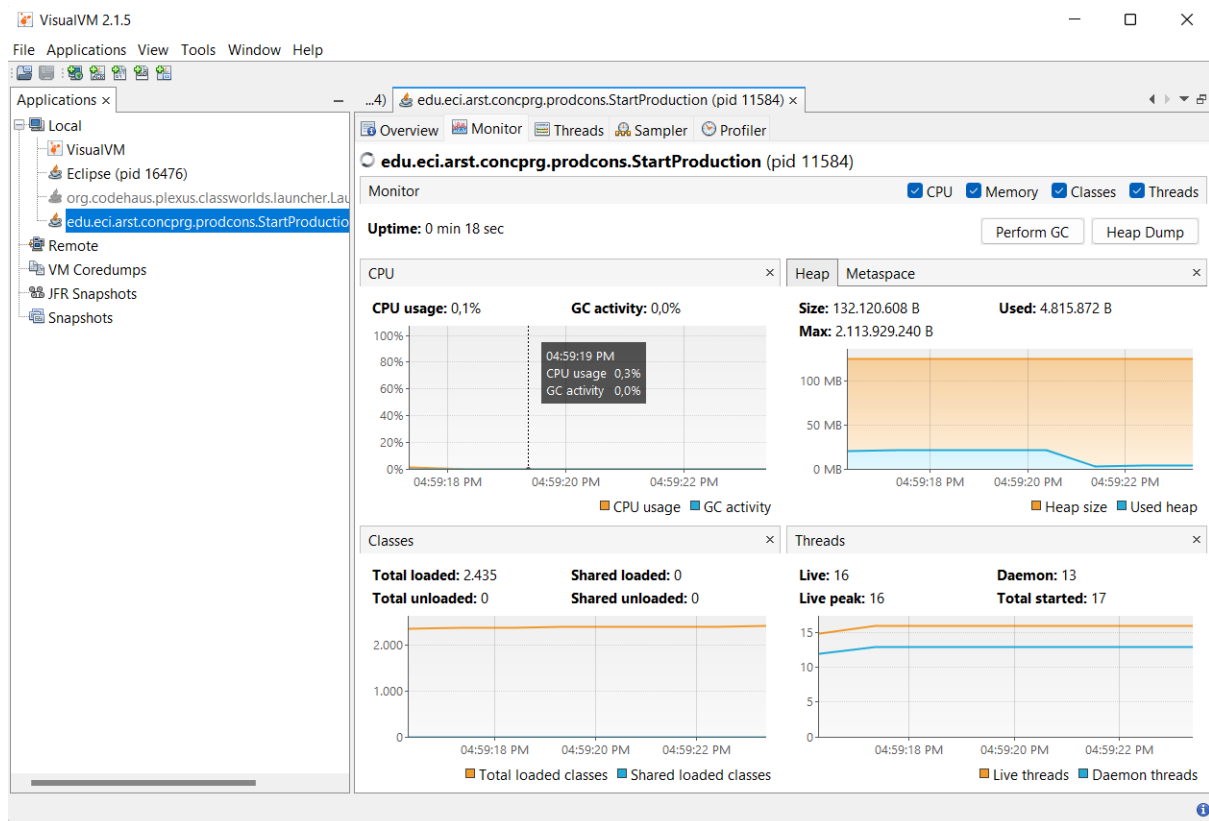 VisualVM 2.1.5
File Applications View Tools Window Help
Applications
Local
VisualVM
Eclipse (pid 16476)
org.codehaus.plexus.classworlds.launcher.Lau
edu.eci.arst.concprg.prodcons.StartProductio
Remote
VM Coredumps
JFR Snapshots
Snapshots
...4) edu.eci.arst.concprg.prodcons.StartProduction (pid 11584)
Overview Monitor Threads Sampler Profiler
edu.eci.arst.concprg.prodcons.StartProduction (pid 11584)
Monitor CPU Memory Classes Threads
Uptime: 0 min 18 sec Perform GC Heap Dump
CPU
CPU usage: 0,1% GC activity: 0,0%
100%
80%
60%
40%
20%
0%
04:59:19 PM
CPU usage 0,3%
GC activity 0,0%
04:59:18 PM 04:59:20 PM 04:59:22 PM
CPU usage GC activity
Heap Metaspace
Size: 132.120.608 B Used: 4.815.872 B
Max: 2.113.929.240 B
100 MB
50 MB
0 MB
04:59:18 PM 04:59:20 PM 04:59:22 PM
Heap size Used heap
Classes
Total loaded: 2.435 Shared loaded: 0
Total unloaded: 0 Shared unloaded: 0
2.000
1.000
0
04:59:18 PM 04:59:20 PM 04:59:22 PM
Total loaded classes Shared loaded classes
Threads
Live: 16 Daemon: 13
Live peak: 16 Total started: 17
15
10
5
0
04:59:18 PM 04:59:20 PM 04:59:22 PM
Live threads Daemon threads